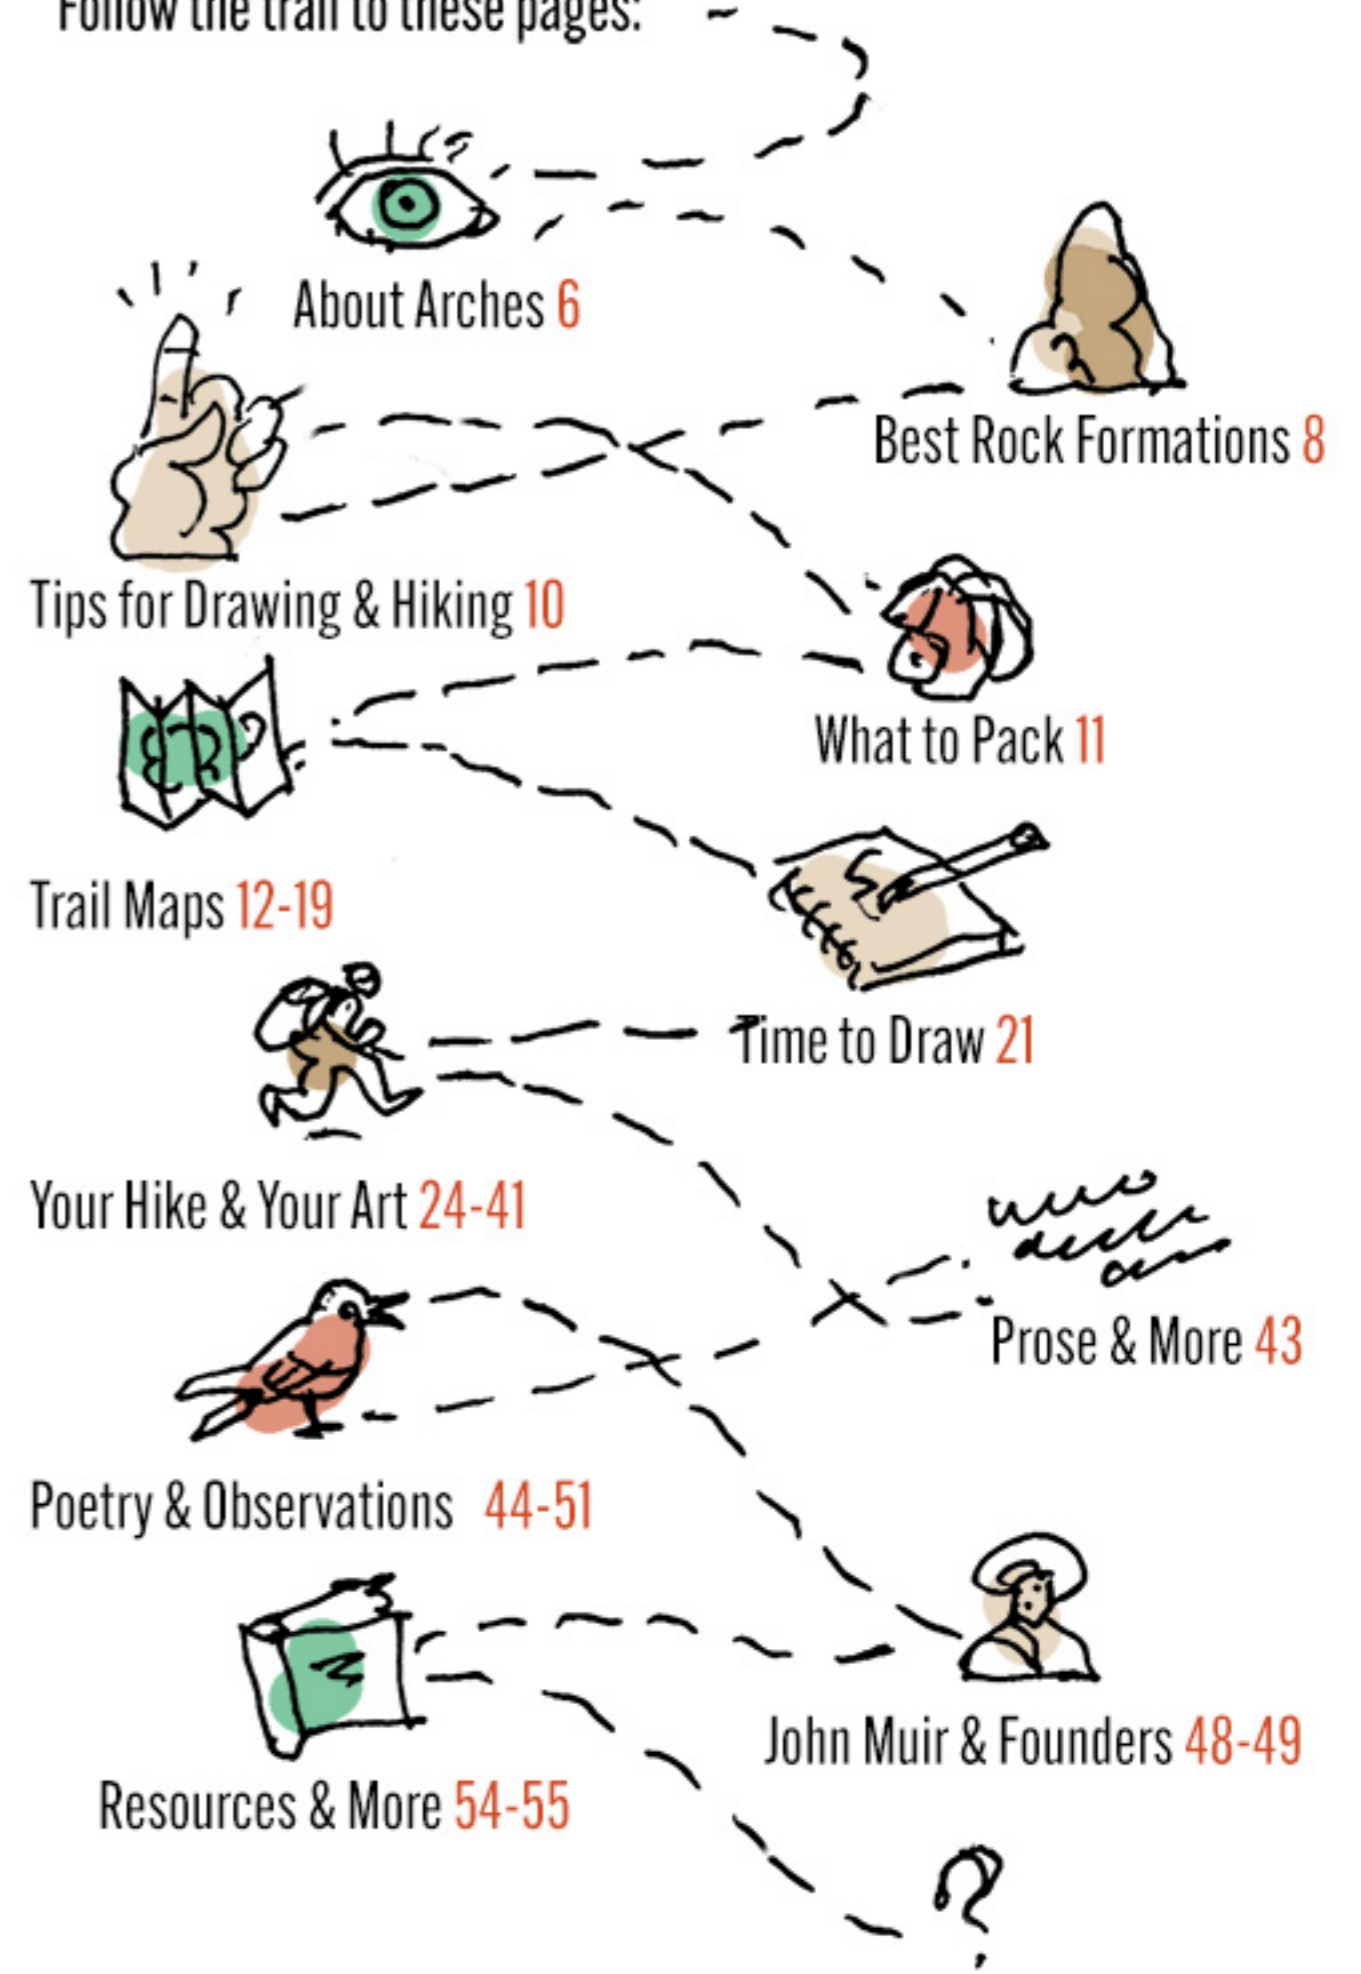 Follow the trail to these pages:
About Arches 6
Best Rock Formations 8
Tips for Drawing & Hiking 10
What to Pack 11
Trail Maps 12-19
Time to Draw 21
Your Hike & Your Art 24-41
Prose & More 43
Poetry & Observations 44-51
John Muir & Founders 48-49
Resources & More 54-55
?